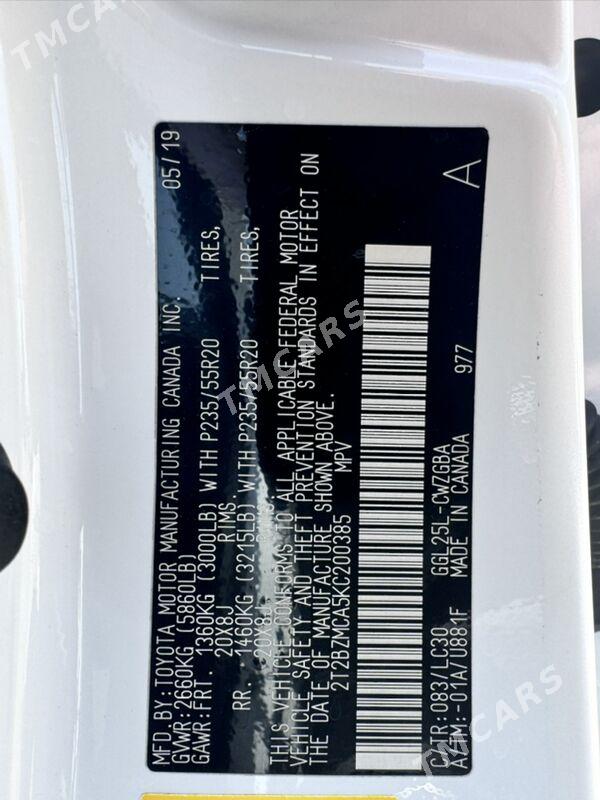 MFD.BY:TOYOTA MOTOR MANUFACTURING CANADA INC. 05/19
GVWR:2660KG (5860LB)
GAWR:FRT. 1360KG (3000LB) WITH P235/55R20 TIRES,
20X8J RIMS.
RR. 1460KG (3215LB) WITH P235/55R20 TIRES,
20X8J RIMS.
THIS VEHICLE CONFORMS TO ALL APPLICABLE FEDERAL MOTOR
VEHICLE SAFETY AND THEFT PREVENTION STANDARDS IN EFFECT ON
THE DATE OF MANUFACTURE SHOWN ABOVE.
2T2BZMCA5KC200385 MPV
C/TR:083/LC30 GGL25L-CWZGBA 977 A
A/TM:-01A/U881F MADE IN CANADA
TMCARS
TMCARS
TMCARS